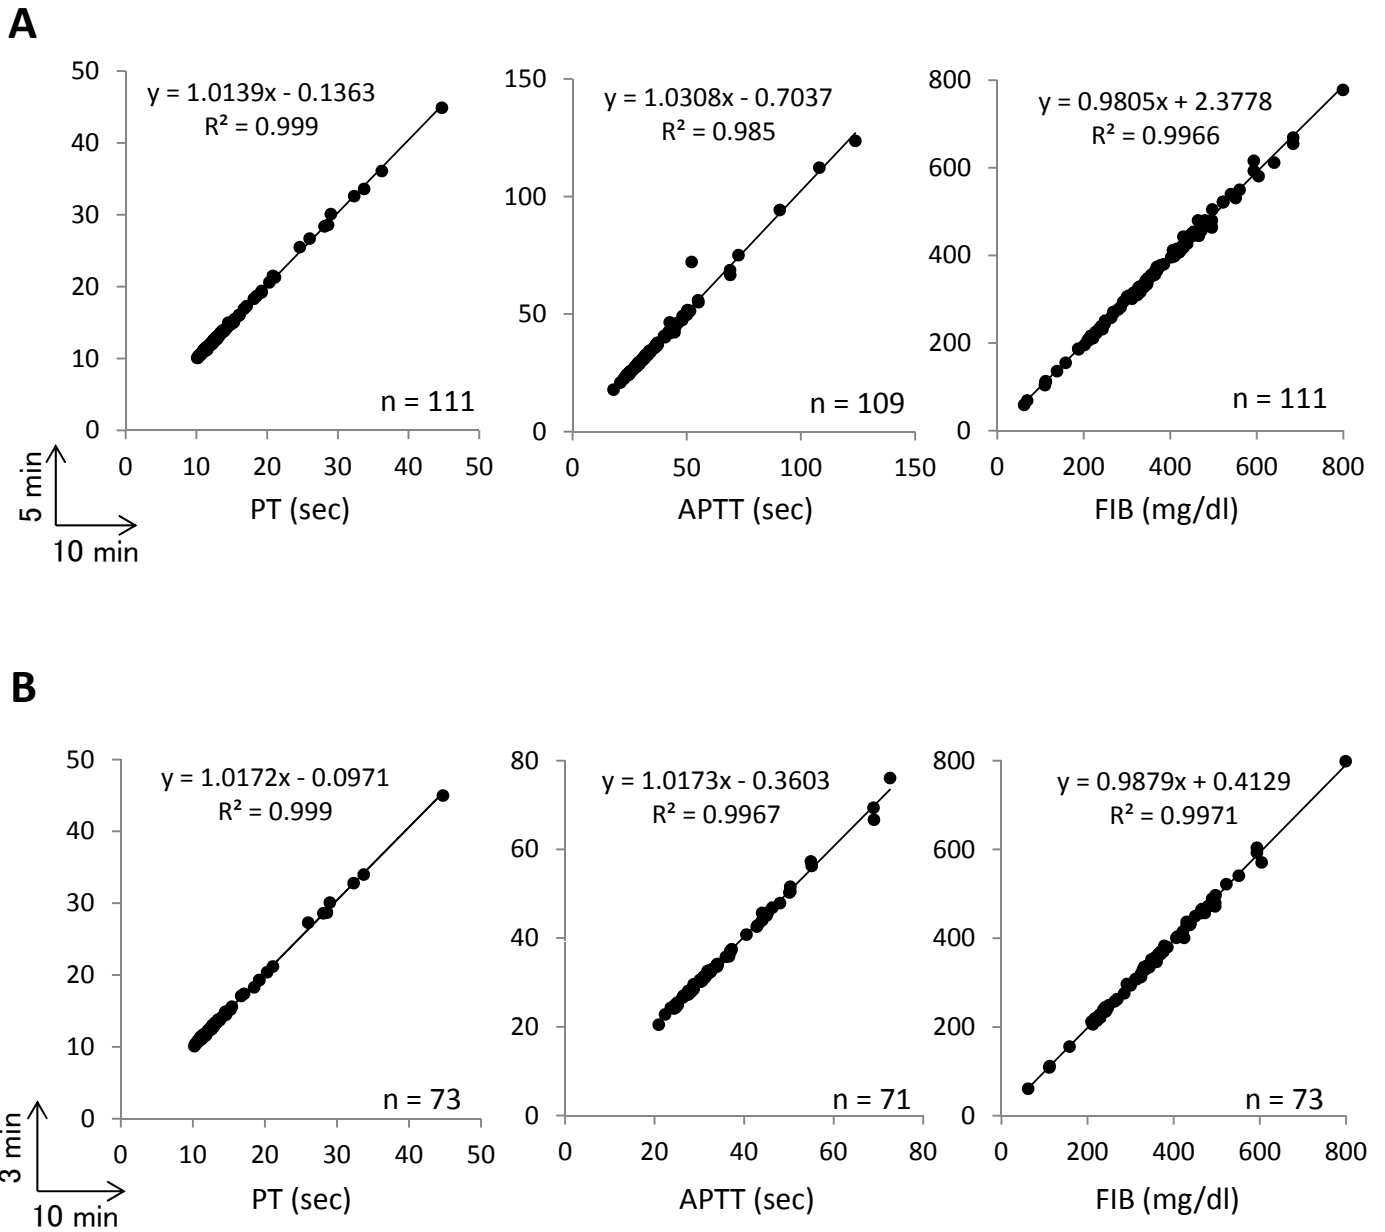 A
50
40
30
20
10
0
0 10 20 30 40 50
y = 1.0139x - 0.1363
R² = 0.999
n = 111
PT (sec)
150
100
50
0
0 50 100 150
y = 1.0308x - 0.7037
R² = 0.985
n = 109
APTT (sec)
800
600
400
200
0
0 200 400 600 800
y = 0.9805x + 2.3778
R² = 0.9966
n = 111
FIB (mg/dl)
5 min
10 min
B
50
40
30
20
10
0
0 10 20 30 40 50
y = 1.0172x - 0.0971
R² = 0.999
n = 73
PT (sec)
80
60
40
20
0
0 20 40 60 80
y = 1.0173x - 0.3603
R² = 0.9967
n = 71
APTT (sec)
800
600
400
200
0
0 200 400 600 800
y = 0.9879x + 0.4129
R² = 0.9971
n = 73
FIB (mg/dl)
3 min
10 min